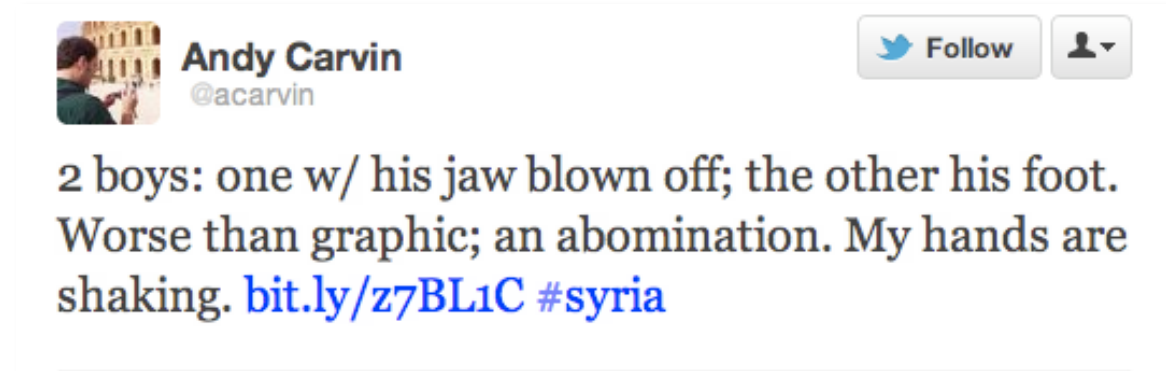 Andy Carvin
@acarvin
Follow
2 boys: one w/ his jaw blown off; the other his foot.
Worse than graphic; an abomination. My hands are
shaking. bit.ly/z7BL1C #syria